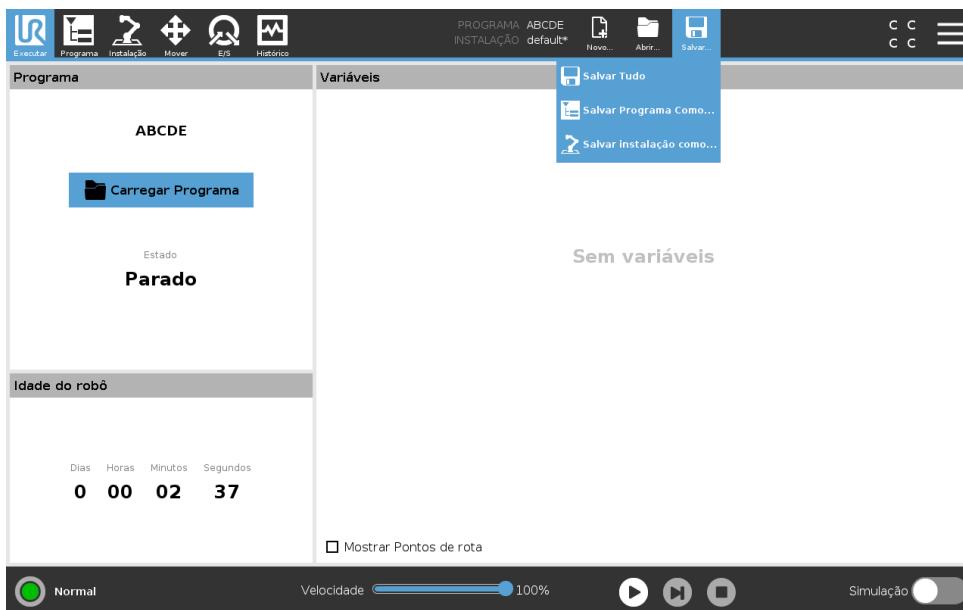 UR
Executar
Programa
Instalação
Mover
E/S
Histórico
PROGRAMA ABCDE
INSTALAÇÃO default*
Novo...
Abrir...
Salvar...
C C
C C
Salvar Tudo
Salvar Programa Como...
Salvar instalação como...
Programa
ABCDE
Carregar Programa
Estado
Parado
Idade do robô
Dias Horas Minutos Segundos
0 00 02 37
Variáveis
Sem variáveis
Mostrar Pontos de rota
Normal
Velocidade 100%
Simulação